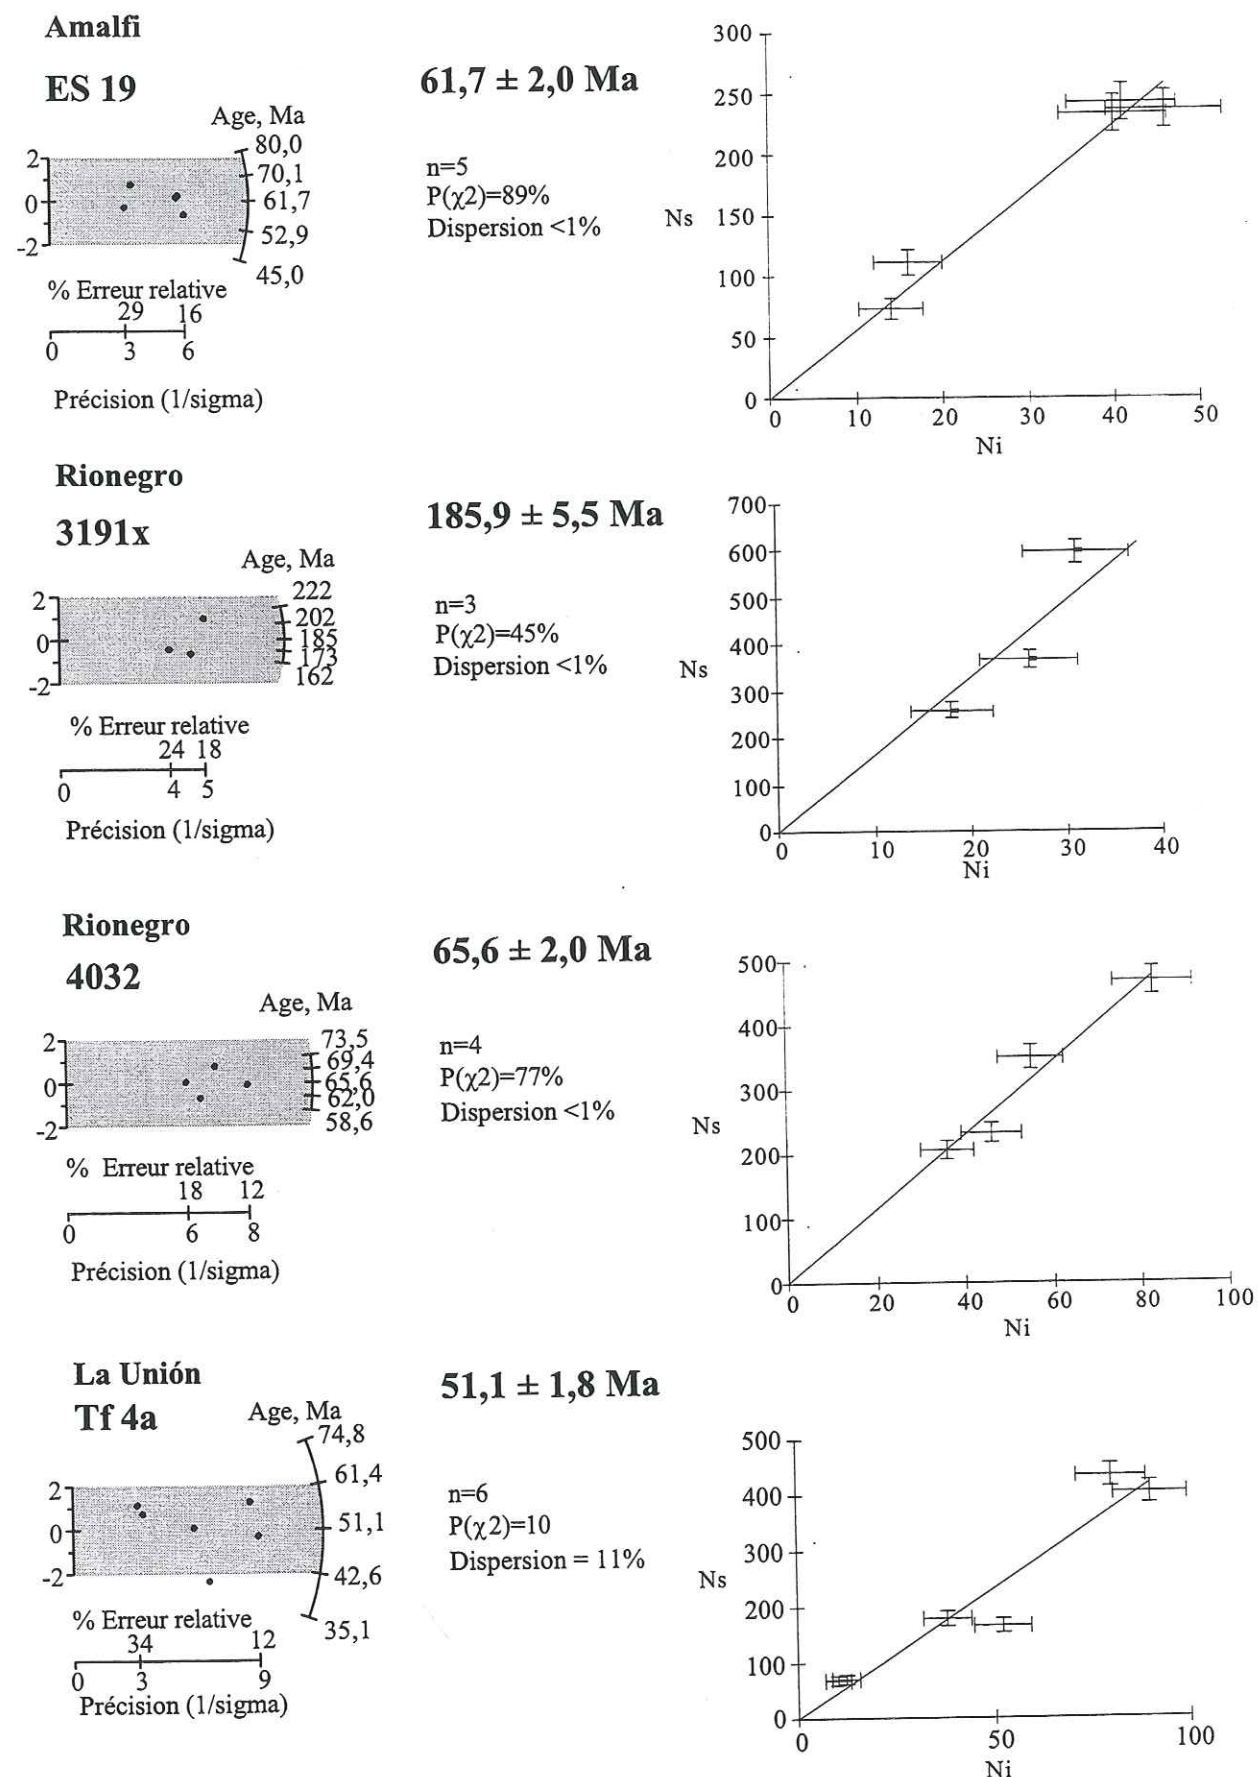 Amalfi
ES 19
61,7 ± 2,0 Ma
Age, Ma
80,0
70,1
61,7
52,9
45,0
2
0
-2
% Erreur relative
29 16
0 3 6
Précision (1/sigma)
n=5
P(χ2)=89%
Dispersion <1%
300
250
200
150
100
50
0
Ns
0 10 20 30 40 50
Ni
Rionegro
3191x
185,9 ± 5,5 Ma
Age, Ma
222
202
185
173
162
2
0
-2
% Erreur relative
24 18
0 4 5
Précision (1/sigma)
n=3
P(χ2)=45%
Dispersion <1%
700
600
500
400
300
200
100
0
Ns
0 10 20 30 40
Ni
Rionegro
4032
65,6 ± 2,0 Ma
Age, Ma
73,5
69,4
65,6
62,0
58,6
2
0
-2
% Erreur relative
18 12
0 6 8
Précision (1/sigma)
n=4
P(χ2)=77%
Dispersion <1%
500
400
300
200
100
0
Ns
0 20 40 60 80 100
Ni
La Unión
Tf 4a
51,1 ± 1,8 Ma
Age, Ma
74,8
61,4
51,1
42,6
35,1
2
0
-2
% Erreur relative
34 12
0 3 9
Précision (1/sigma)
n=6
P(χ2)=10
Dispersion = 11%
500
400
300
200
100
0
Ns
0 50 100
Ni